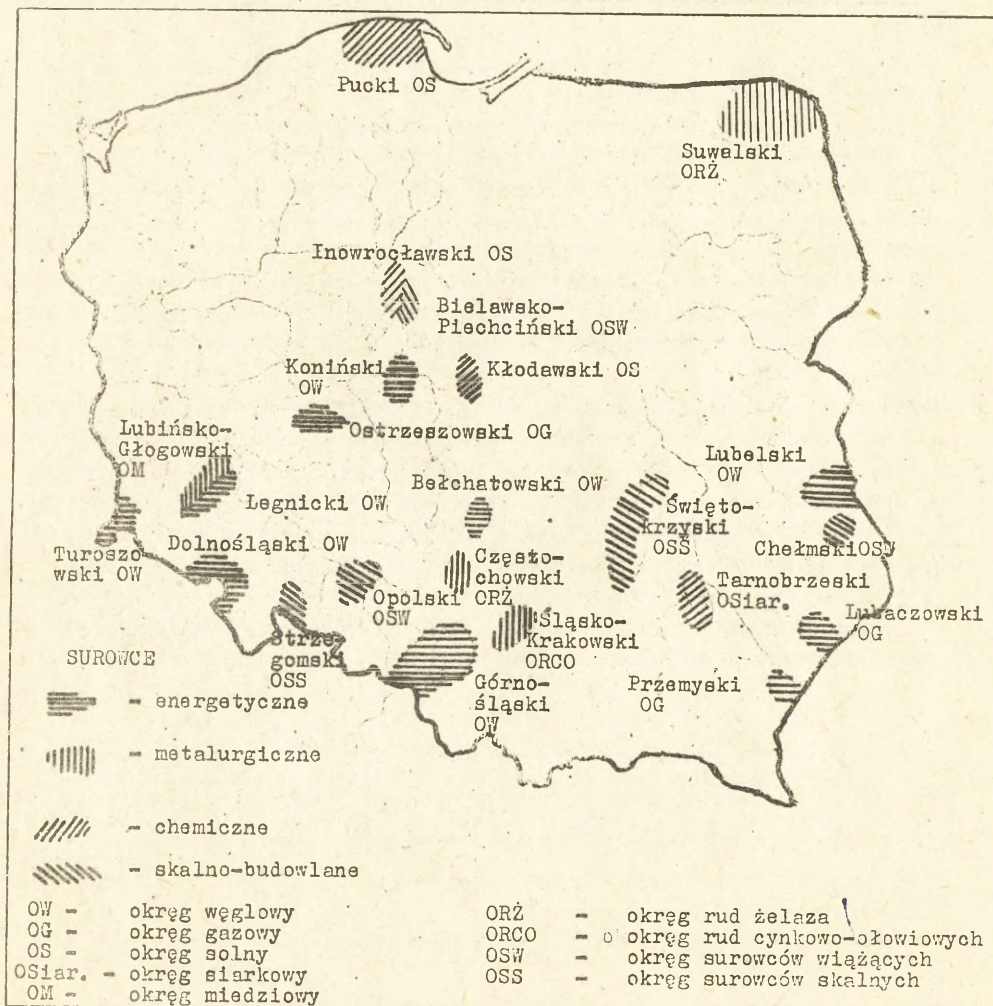 Pucki OS
Suwalski
ORŻ
Inowrocławski OS
Bielawsko-
Piechciński OSW
Koniński
OW
Kłodawski OS
Ostrzeszowski OG
Lubińsko-
Głogowski
OM
Legnicki OW
Bełchatowski OW
Lubelski
OW
Święto-
krzyski
OSS
Chełmski OSW
Turoszo
wski OW
Dolnośląski OW
Opolski
OSW
Często-
chowski
ORŻ
Tarnobrzeski
OSiar.
Lubaczowski
OG
Strze-
gomski
OSS
Śląsko-
Krakowski
ORCO
Górno-
śląski
OW
Przemyski
OG
SUROWCE
- energetyczne
- metalurgiczne
- chemiczne
- skalno-budowlane
OW - okręg węglowy
OG - okręg gazowy
OS - okręg solny
OSiar. - okręg siarkowy
OM - okręg miedziowy
ORŻ - okręg rud żelaza
ORCO - okręg rud cynkowo-ołowiowych
OSW - okręg surowców wiążących
OSS - okręg surowców skalnych